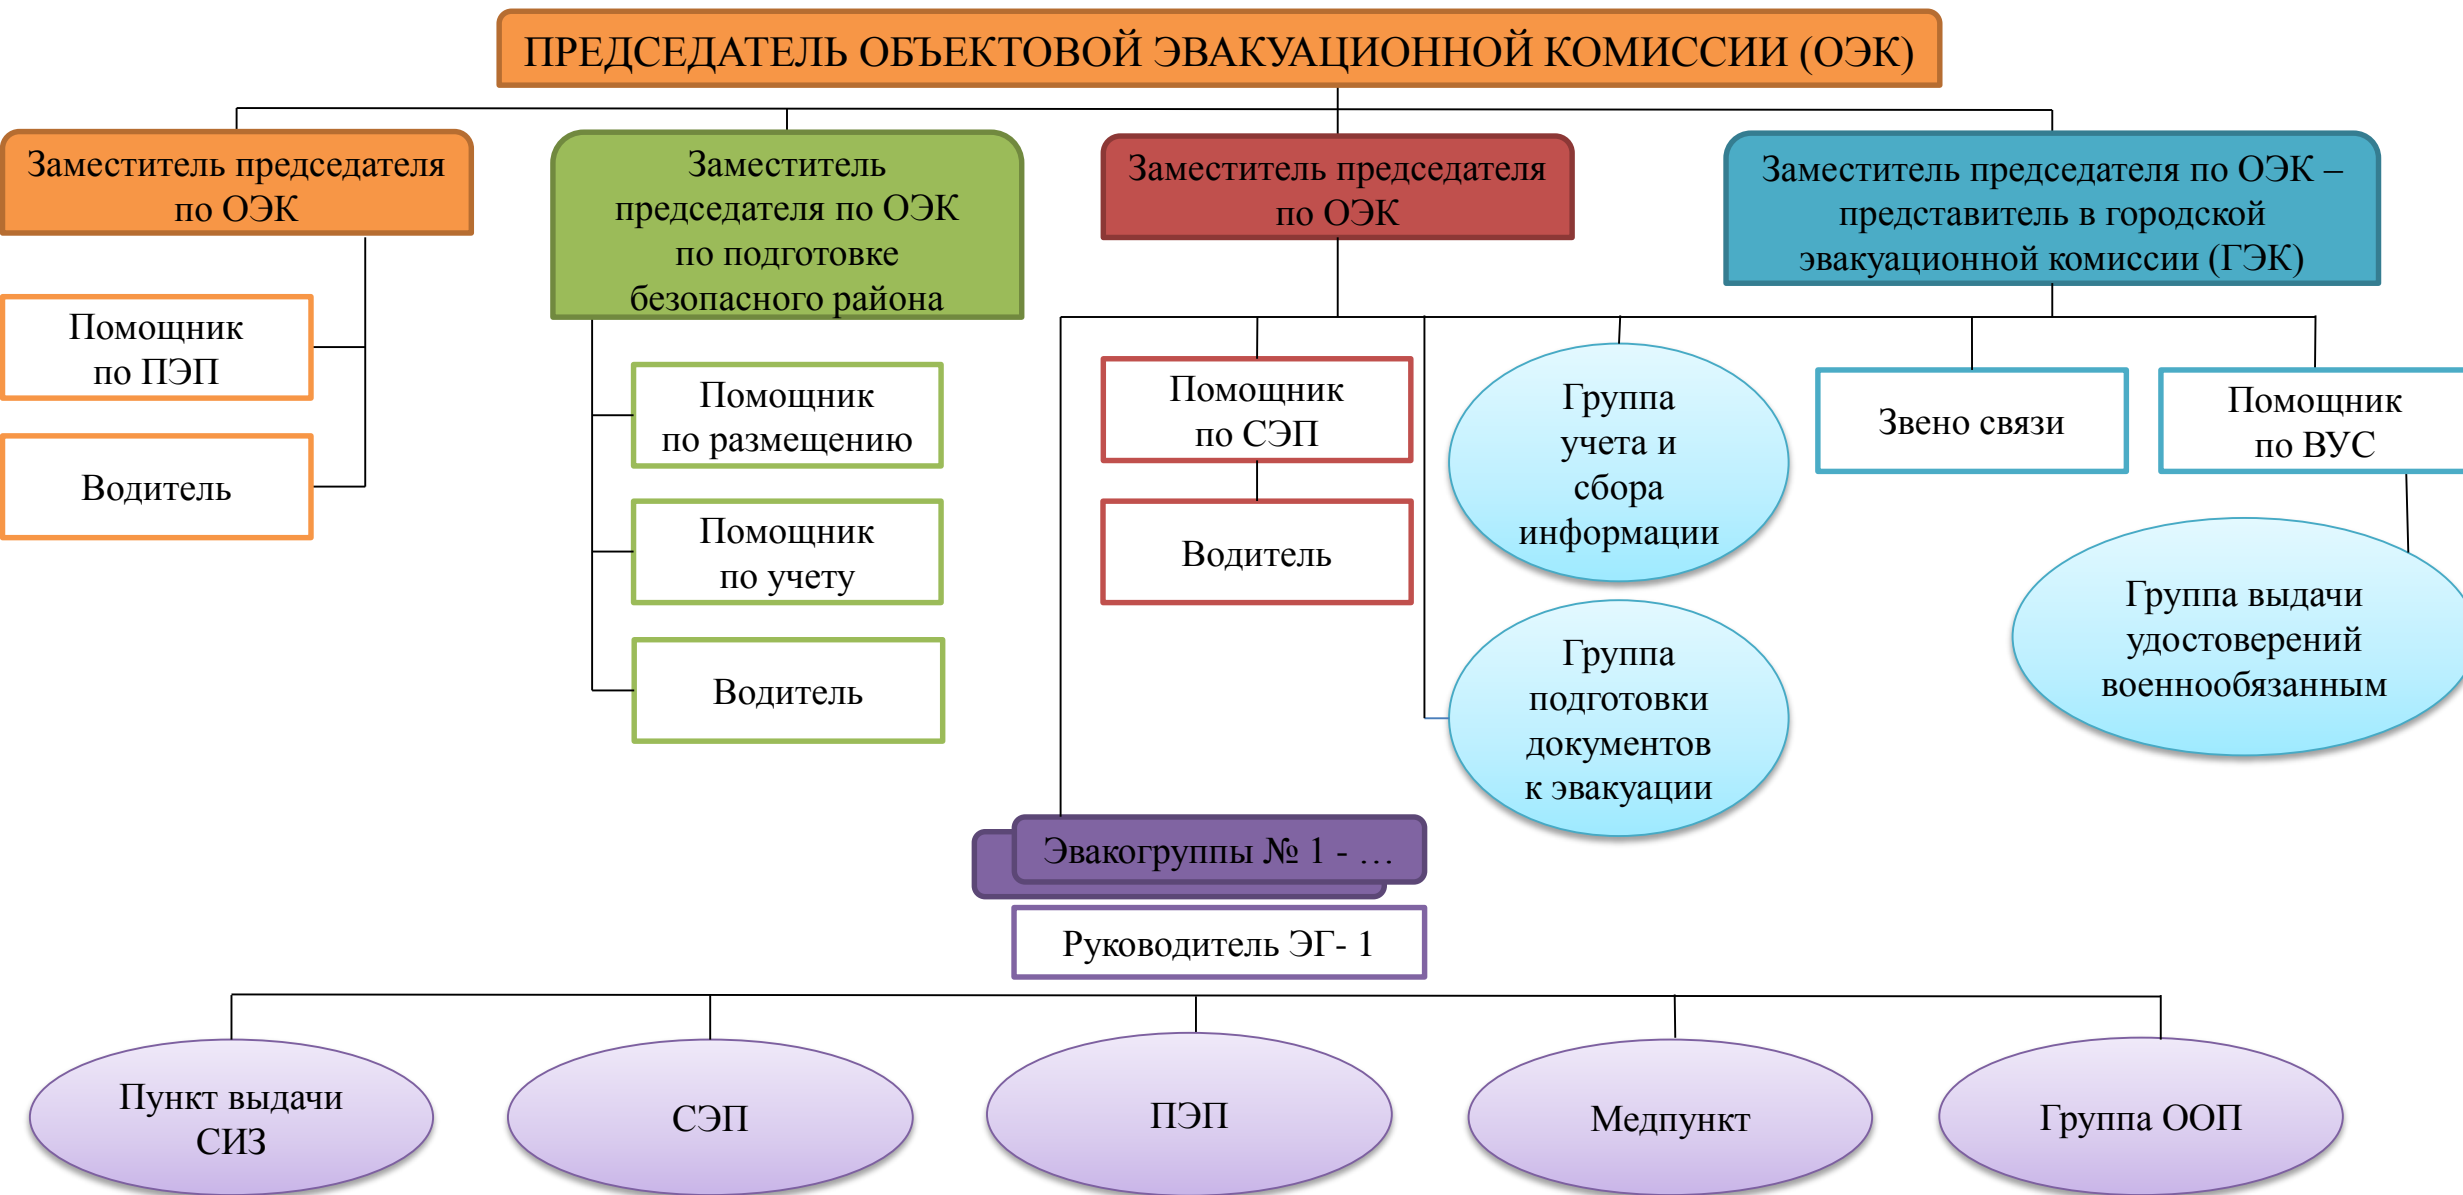 ПРЕДСЕДАТЕЛЬ ОБЪЕКТОВОЙ ЭВАКУАЦИОННОЙ КОМИССИИ (ОЭК)
Заместитель председателя
по ОЭК
Заместитель
председателя по ОЭК
по подготовке
безопасного района
Заместитель председателя
по ОЭК
Заместитель председателя по ОЭК –
представитель в городской
эвакуационной комиссии (ГЭК)
Помощник
по ПЭП
Водитель
Помощник
по размещению
Помощник
по учету
Водитель
Помощник
по СЭП
Водитель
Группа
учета и
сбора
информации
Группа
подготовки
документов
к эвакуации
Звено связи
Помощник
по ВУС
Группа выдачи
удостоверений
военнообязанным
Эвакогруппы № 1 - …
Руководитель ЭГ- 1
Пункт выдачи
СИЗ
СЭП
ПЭП
Медпункт
Группа ООП